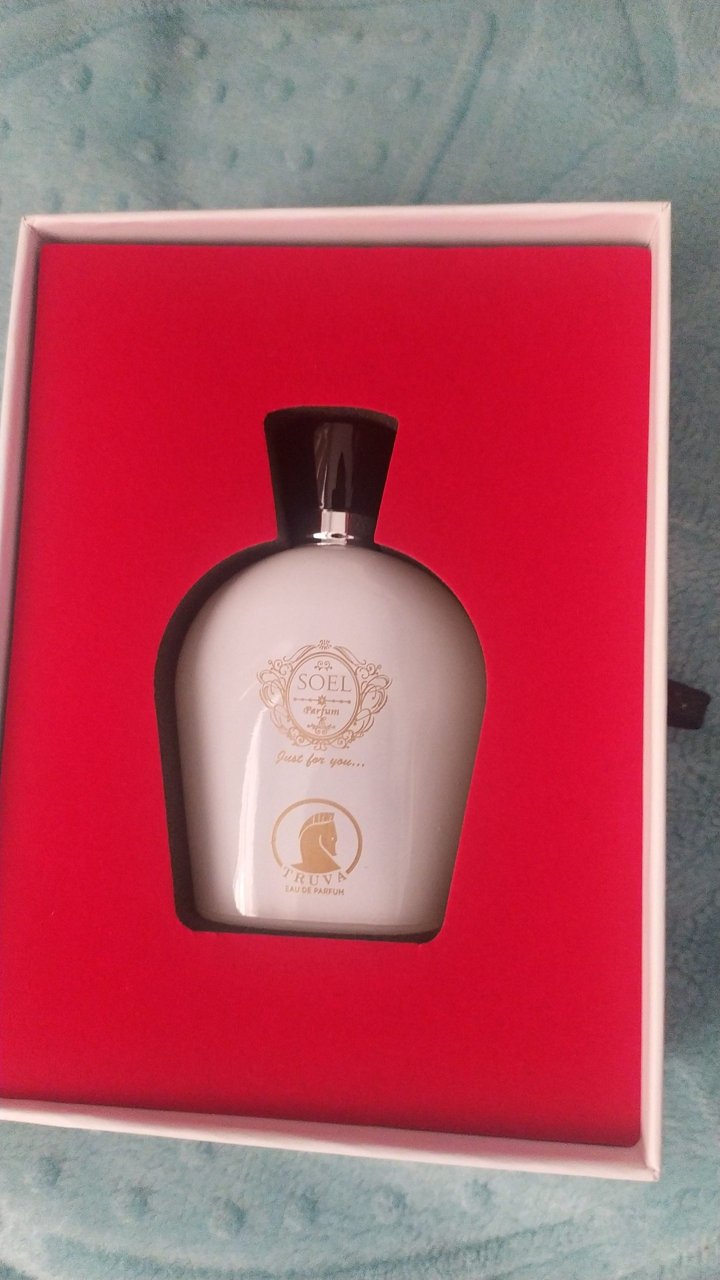 SOEL
Parfum
Just for you...
TRUVA
EAU DE PARFUM